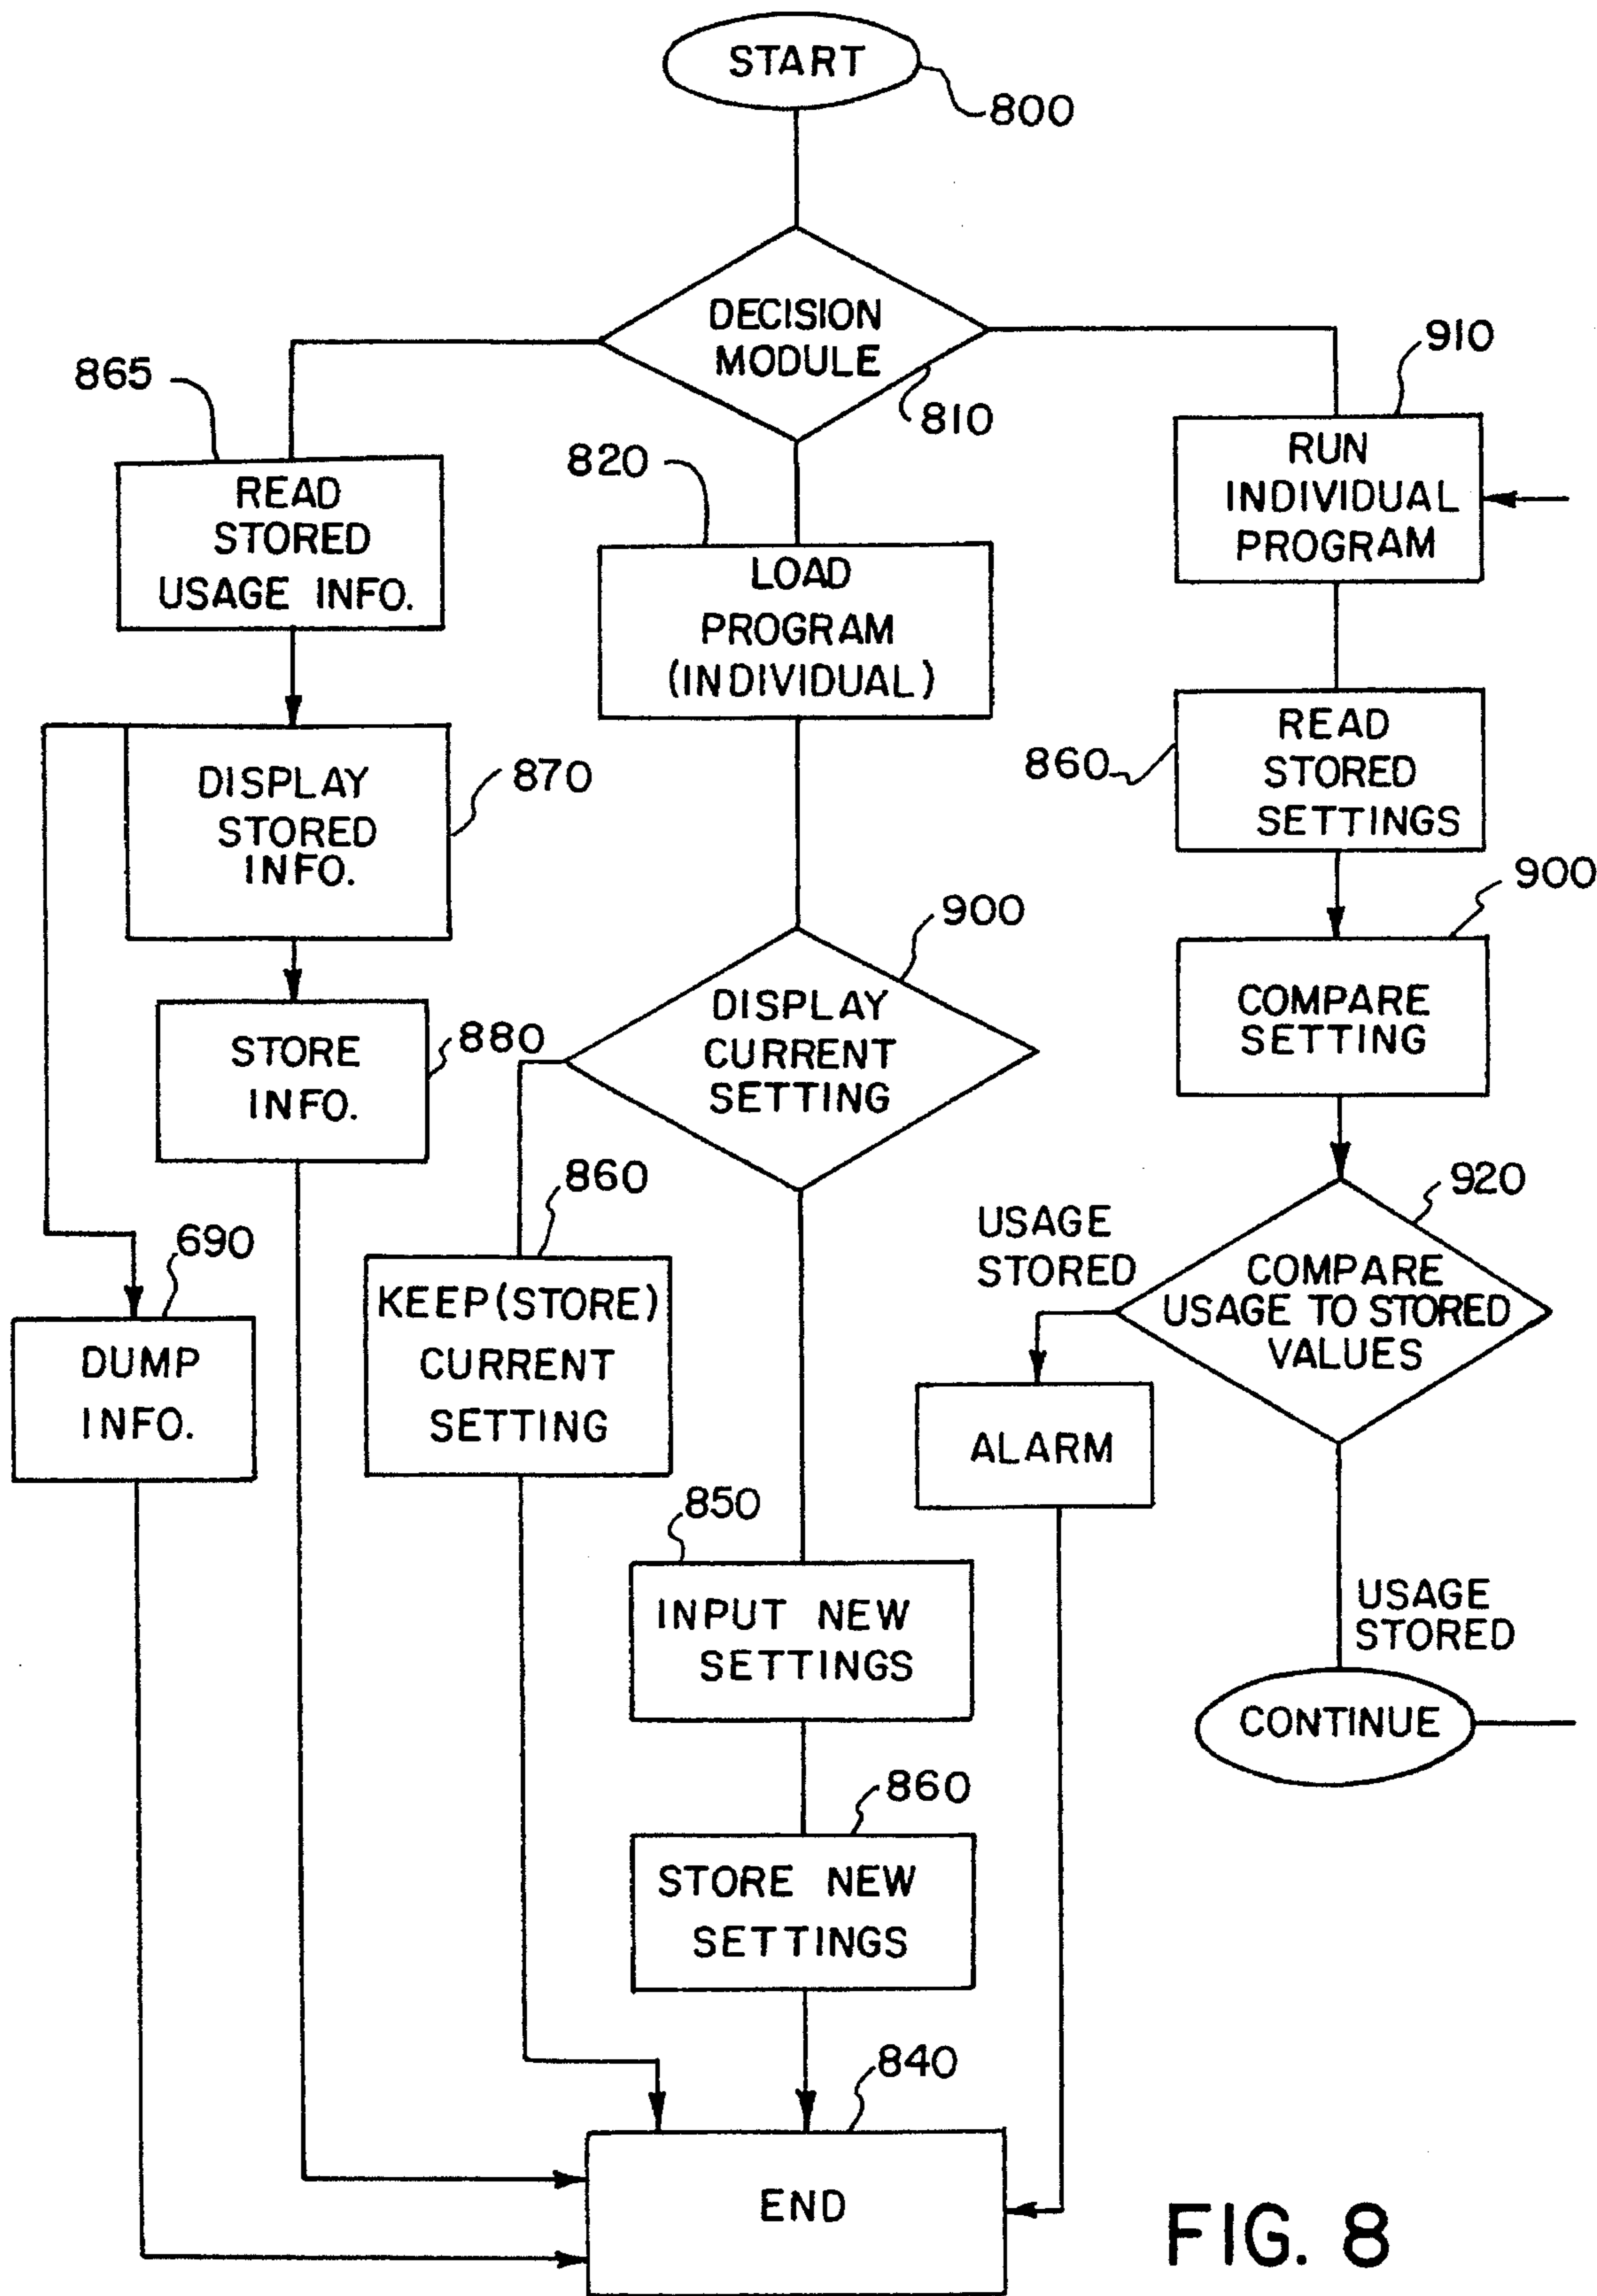 START
800
DECISION
MODULE
810
865
READ
STORED
USAGE INFO.
820
LOAD
PROGRAM
(INDIVIDUAL)
910
RUN
INDIVIDUAL
PROGRAM
DISPLAY
STORED
INFO.
870
860
READ
STORED
SETTINGS
900
DISPLAY
CURRENT
SETTING
900
COMPARE
SETTING
STORE
INFO.
880
860
KEEP (STORE)
CURRENT
SETTING
690
DUMP
INFO.
920
COMPARE
USAGE TO STORED
VALUES
USAGE
STORED
ALARM
USAGE
STORED
CONTINUE
850
INPUT NEW
SETTINGS
860
STORE NEW
SETTINGS
840
END
FIG. 8